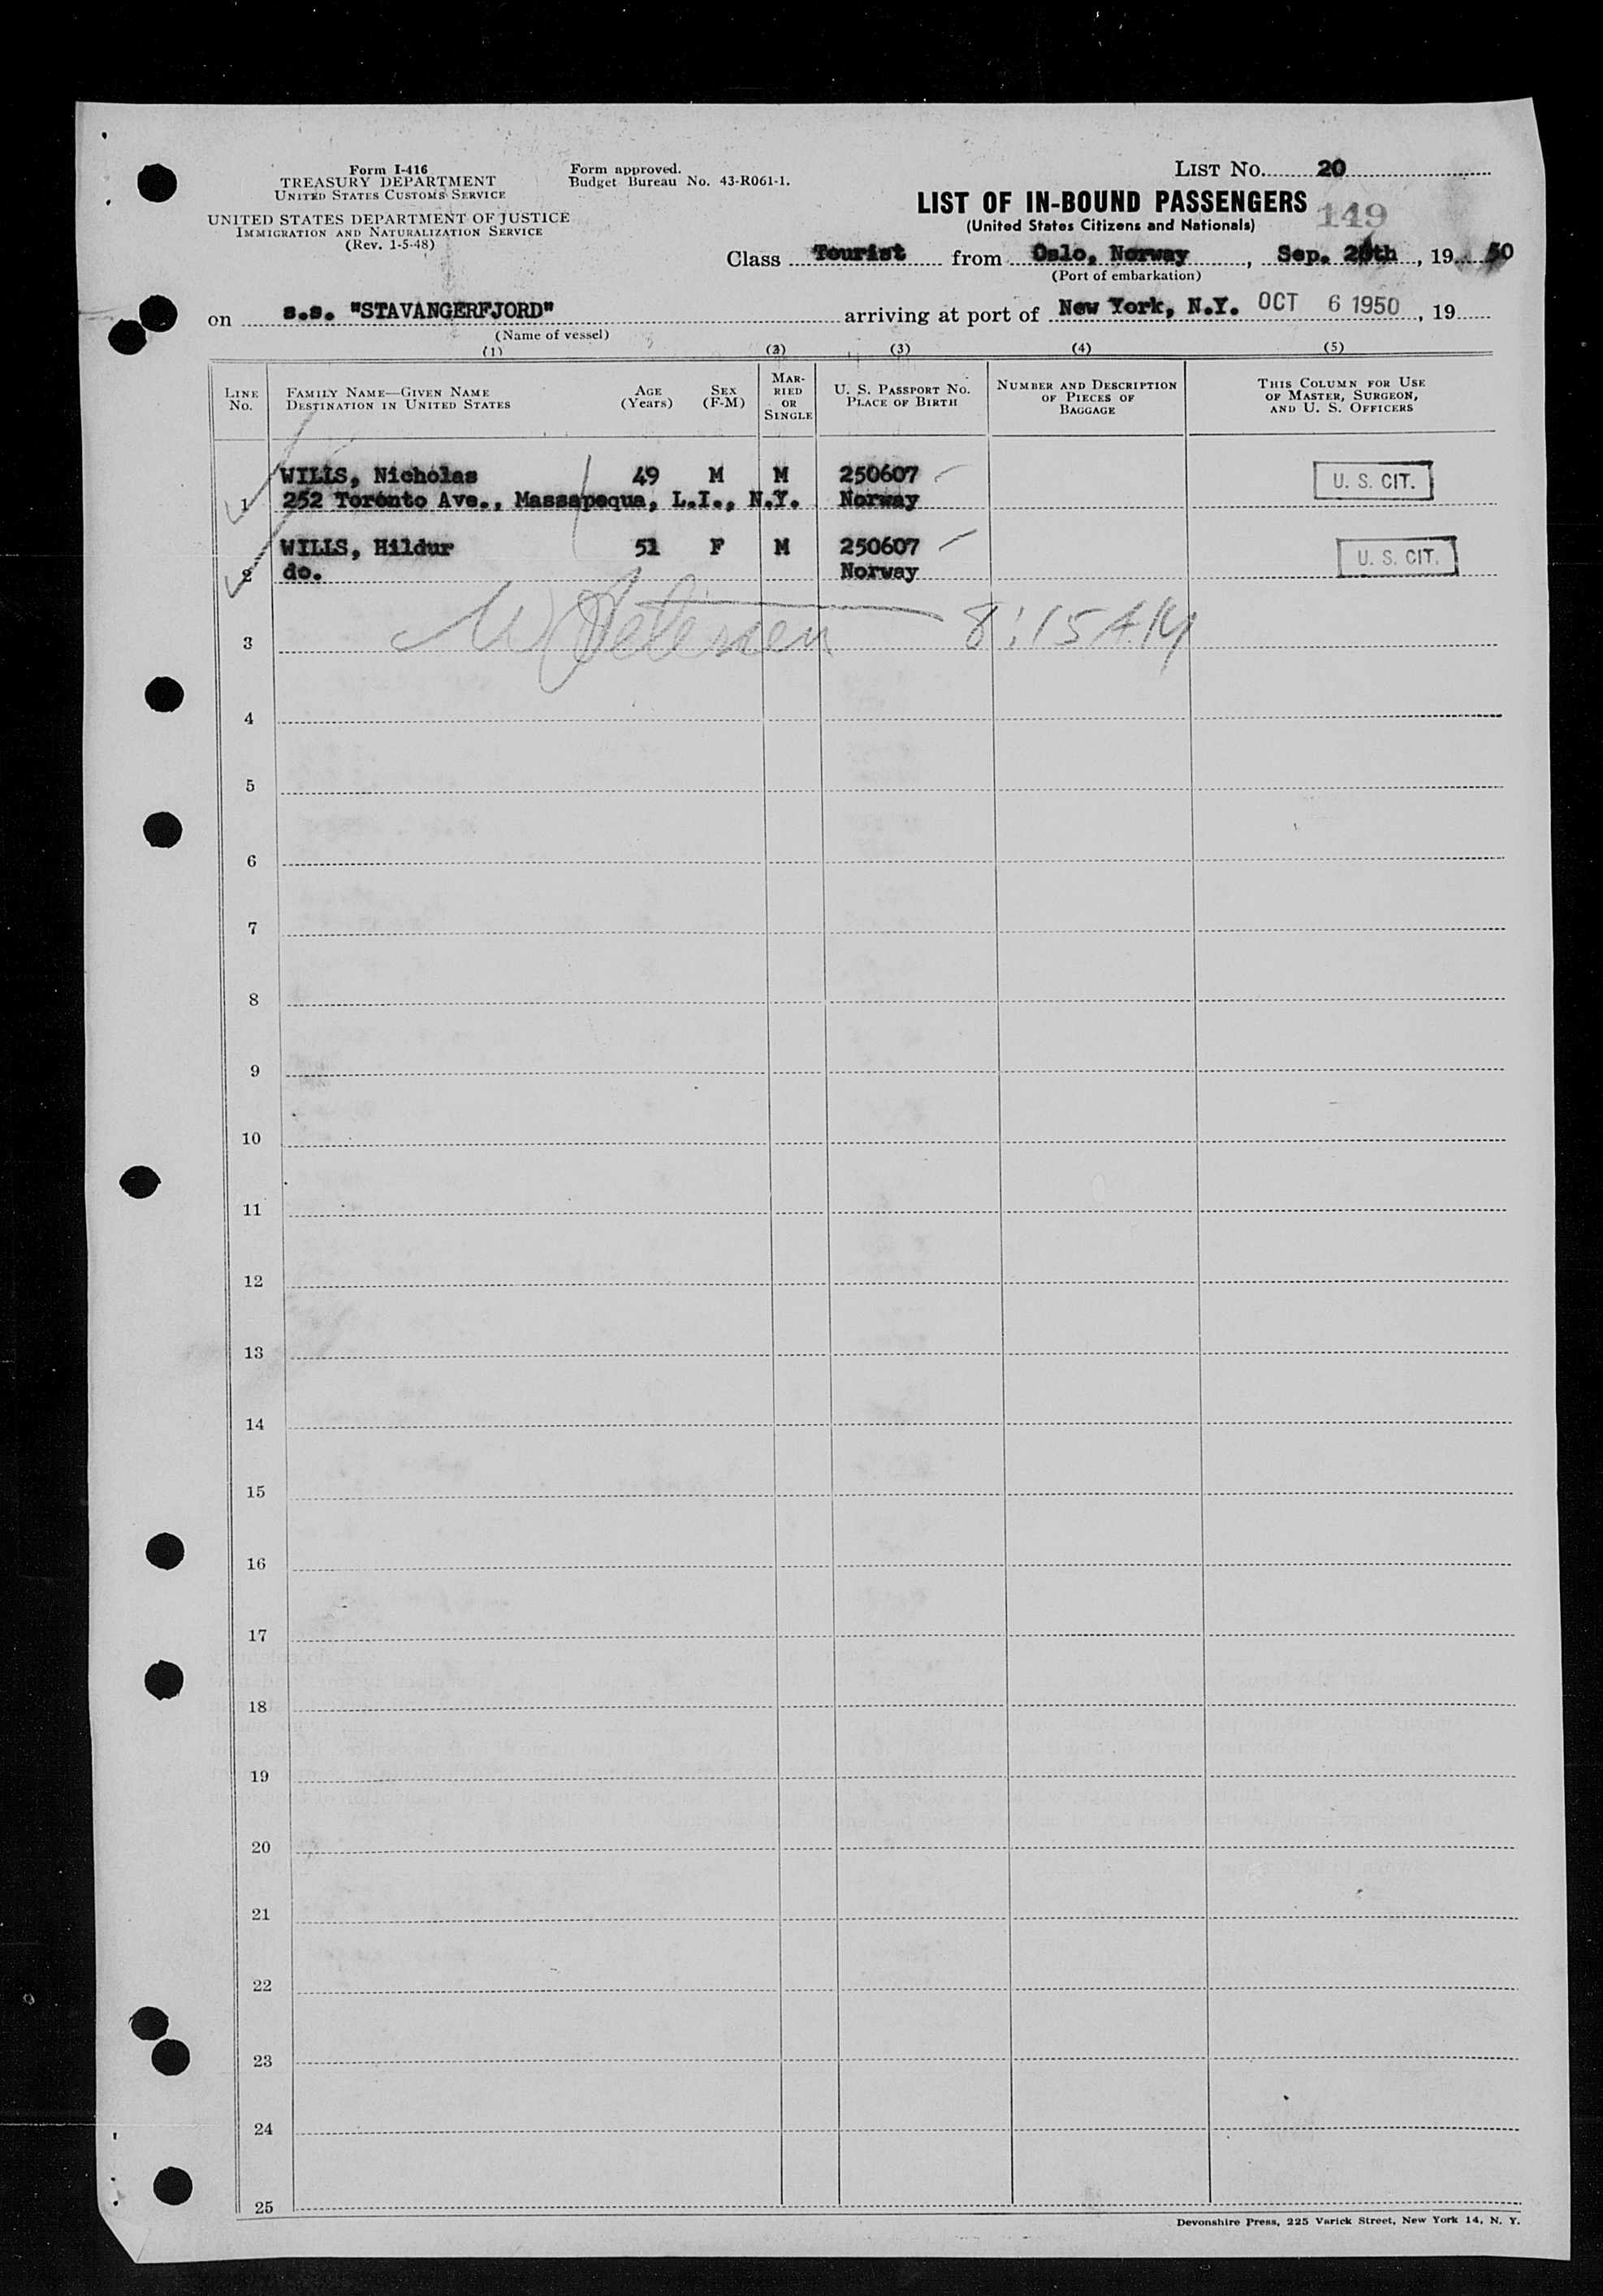 Form I-416
TREASURY DEPARTMENT
UNITED STATES CUSTOMS SERVICE
UNITED STATES DEPARTMENT OF JUSTICE
IMMIGRATION AND NATURALIZATION SERVICE
(Rev. 1-5-48)
Form approved.
Budget Bureau No. 43-R061-1.
LIST No. 20
LIST OF IN-BOUND PASSENGERS
149
(United States Citizens and Nationals)
Class Tourist from Oslo, Norway, Sep. , 19 50
(Port of embarkation)
on s.s. "STAVANGERFJORD" arriving at port of New York, N.Y. OCT 6 1950, 19
(Name of vessel)
(1) (2) (3) (4) (5)
LINE No.
FAMILY NAME—GIVEN NAME
DESTINATION IN UNITED STATES
AGE (Years)
SEX (F-M)
MARRIED OR SINGLE
U. S. PASSPORT NO.
PLACE OF BIRTH
NUMBER AND DESCRIPTION OF PIECES OF BAGGAGE
THIS COLUMN FOR USE OF MASTER, SURGEON, AND U. S. OFFICERS
WILLS, Nicholas 49 M M 250607 U. S. CIT.
1 252 Toronto Ave., Massapequa, L.I., N.Y. Norway
WILLS, Hildur 51 F M 250607 U. S. CIT.
2 do. Norway
3 Petersen 8:15 AM
4
5
6
7
8
9
10
11
12
13
14
15
16
17
18
19
20
21
22
23
24
25
Devonshire Press, 225 Varick Street, New York 14, N. Y.